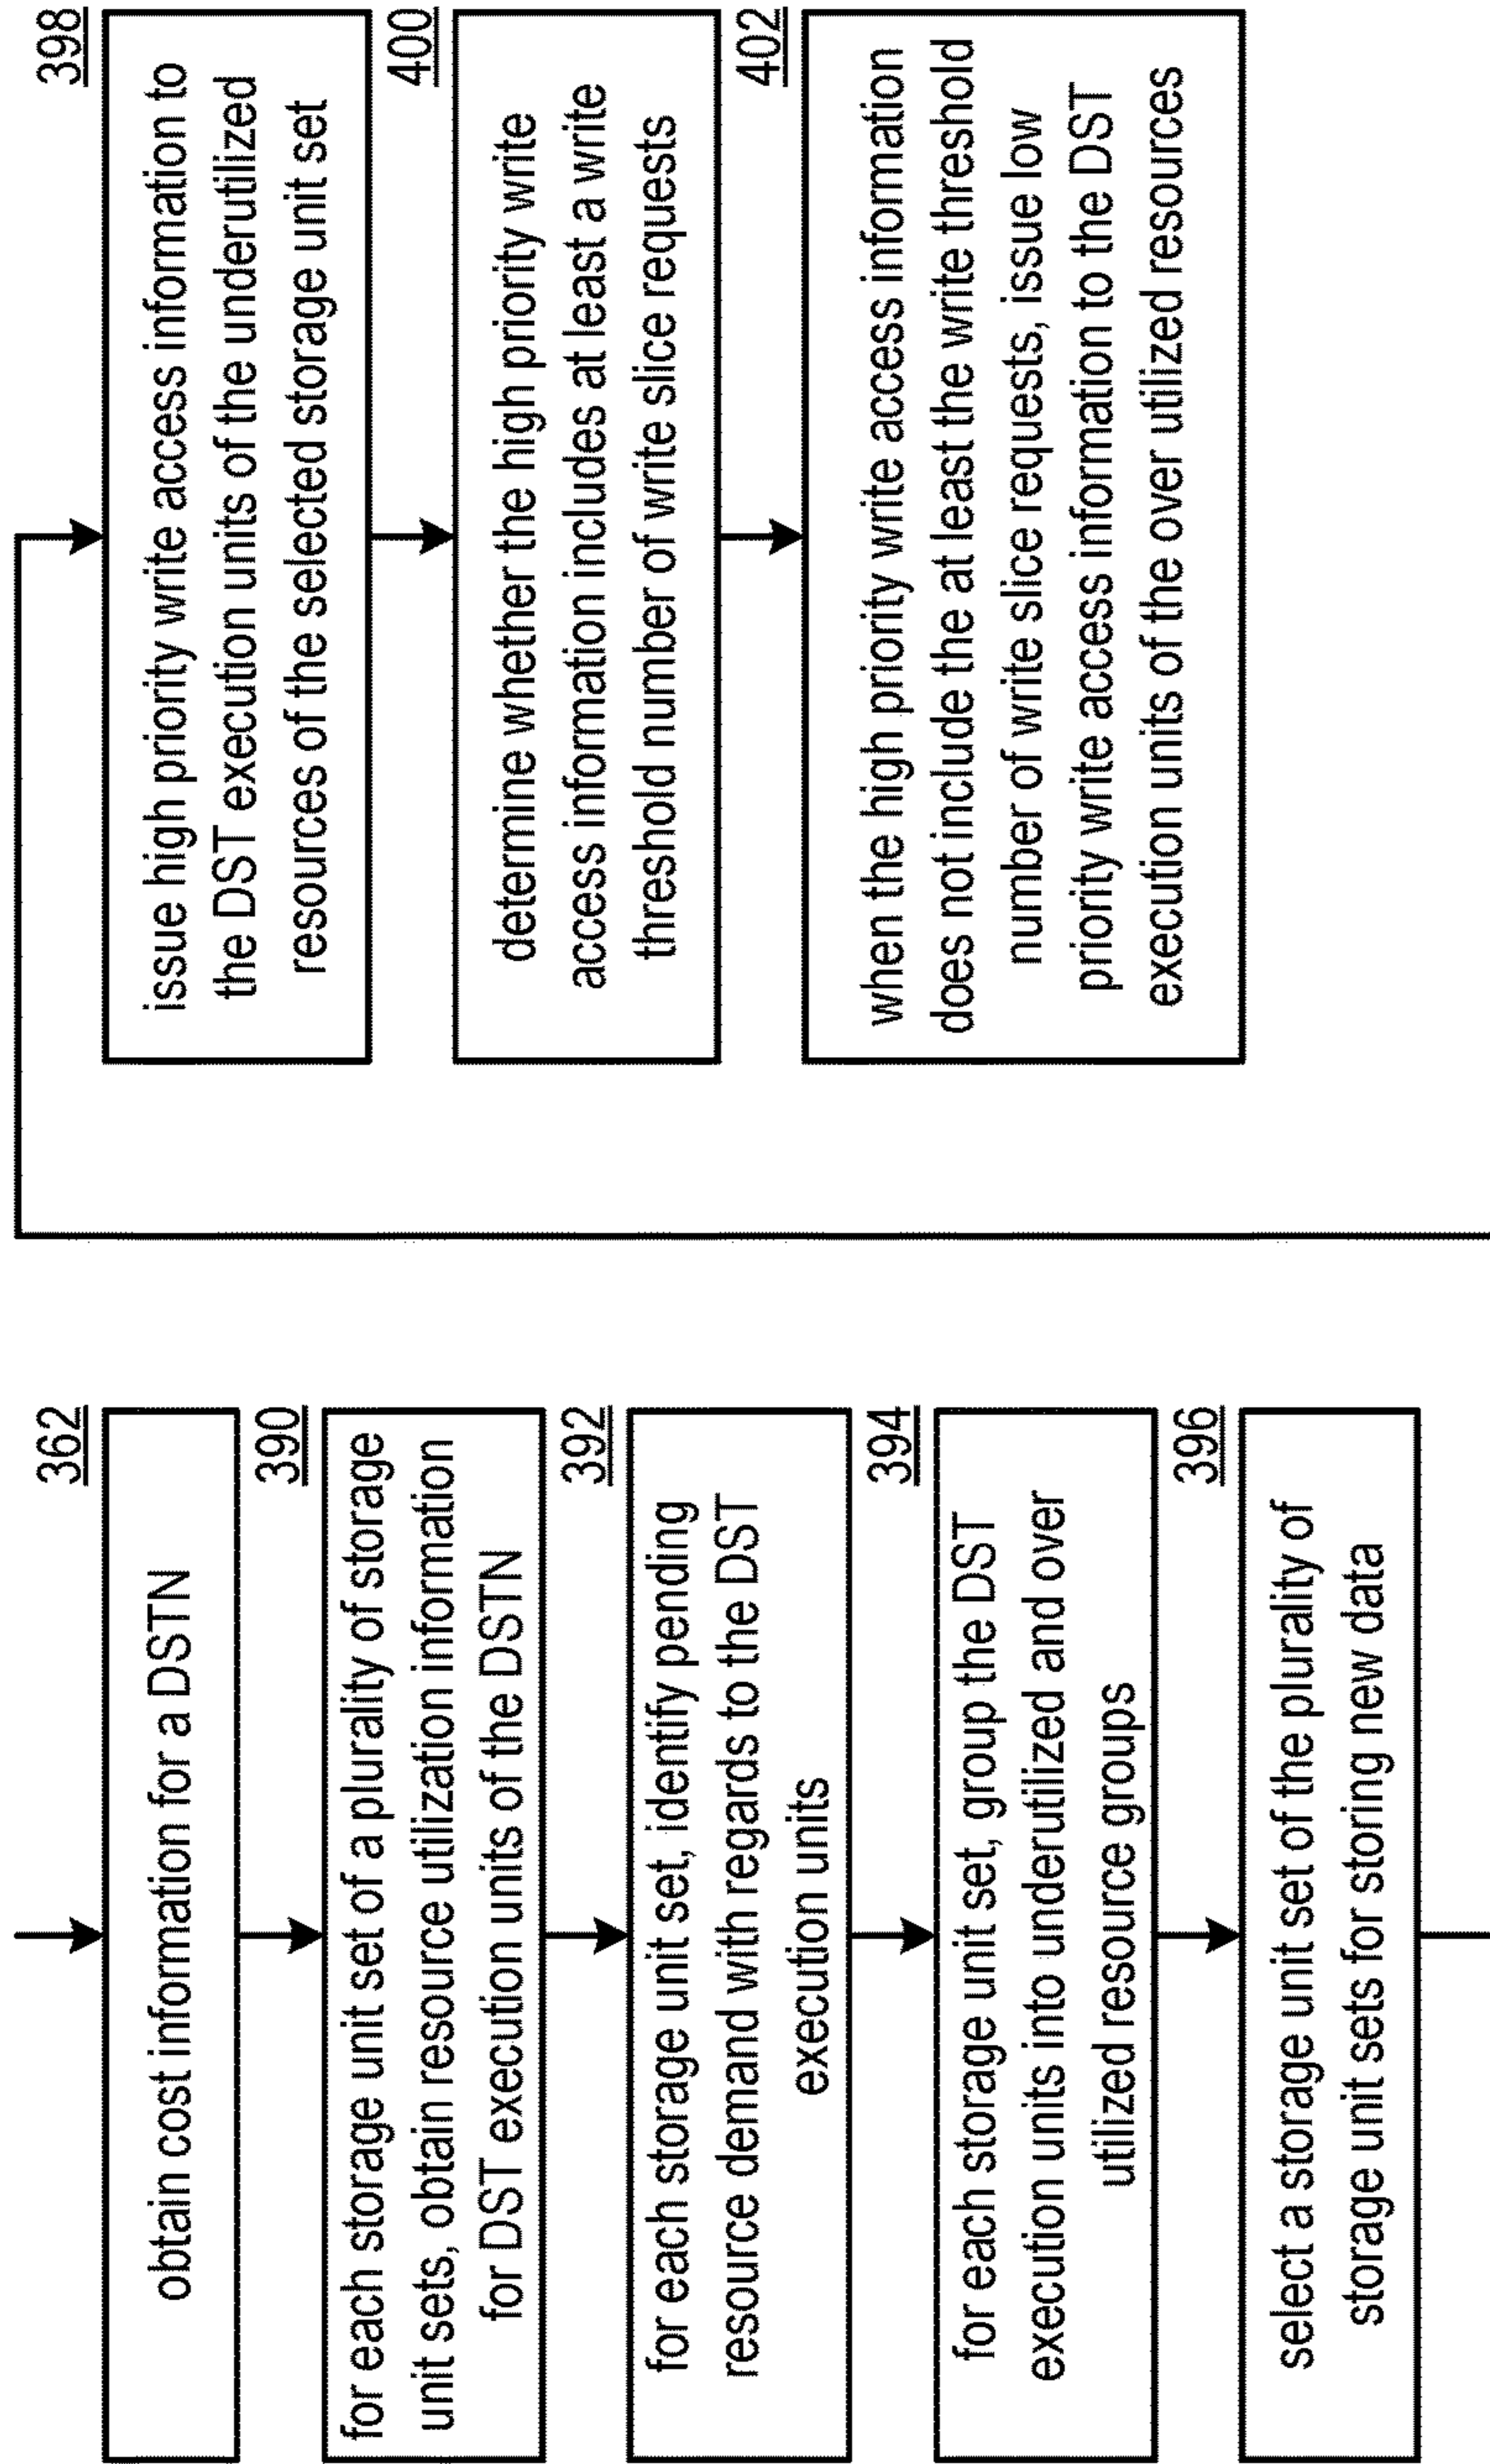 362
obtain cost information for a DSTN
390
for each storage unit set of a plurality of storage
unit sets, obtain resource utilization information
for DST execution units of the DSTN
392
for each storage unit set, identify pending
resource demand with regards to the DST
execution units
394
for each storage unit set, group the DST
execution units into underutilized and over
utilized resource groups
396
select a storage unit set of the plurality of
storage unit sets for storing new data
398
issue high priority write access information to
the DST execution units of the underutilized
resources of the selected storage unit set
400
determine whether the high priority write
access information includes at least a write
threshold number of write slice requests
402
when the high priority write access information
does not include the at least the write threshold
number of write slice requests, issue low
priority write access information to the DST
execution units of the over utilized resources